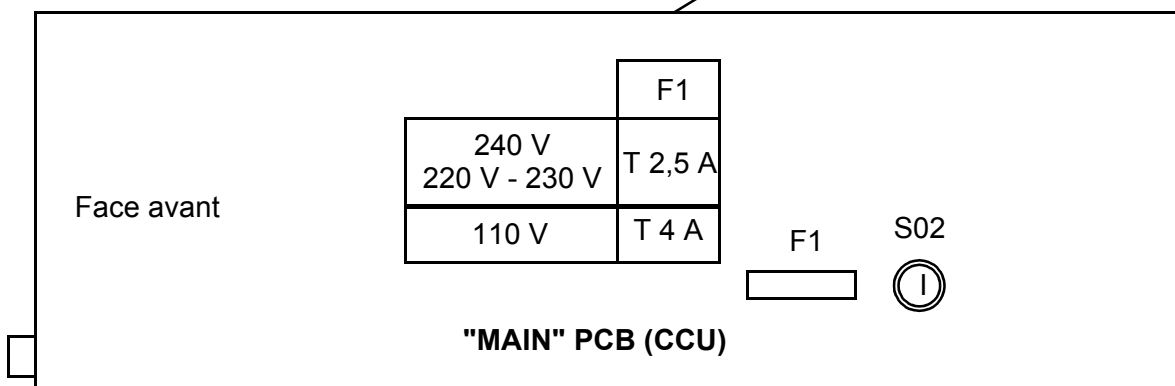 F1
240 V
220 V - 230 V
T 2,5 A
Face avant
110 V
T 4 A
F1
S02
I
"MAIN" PCB (CCU)